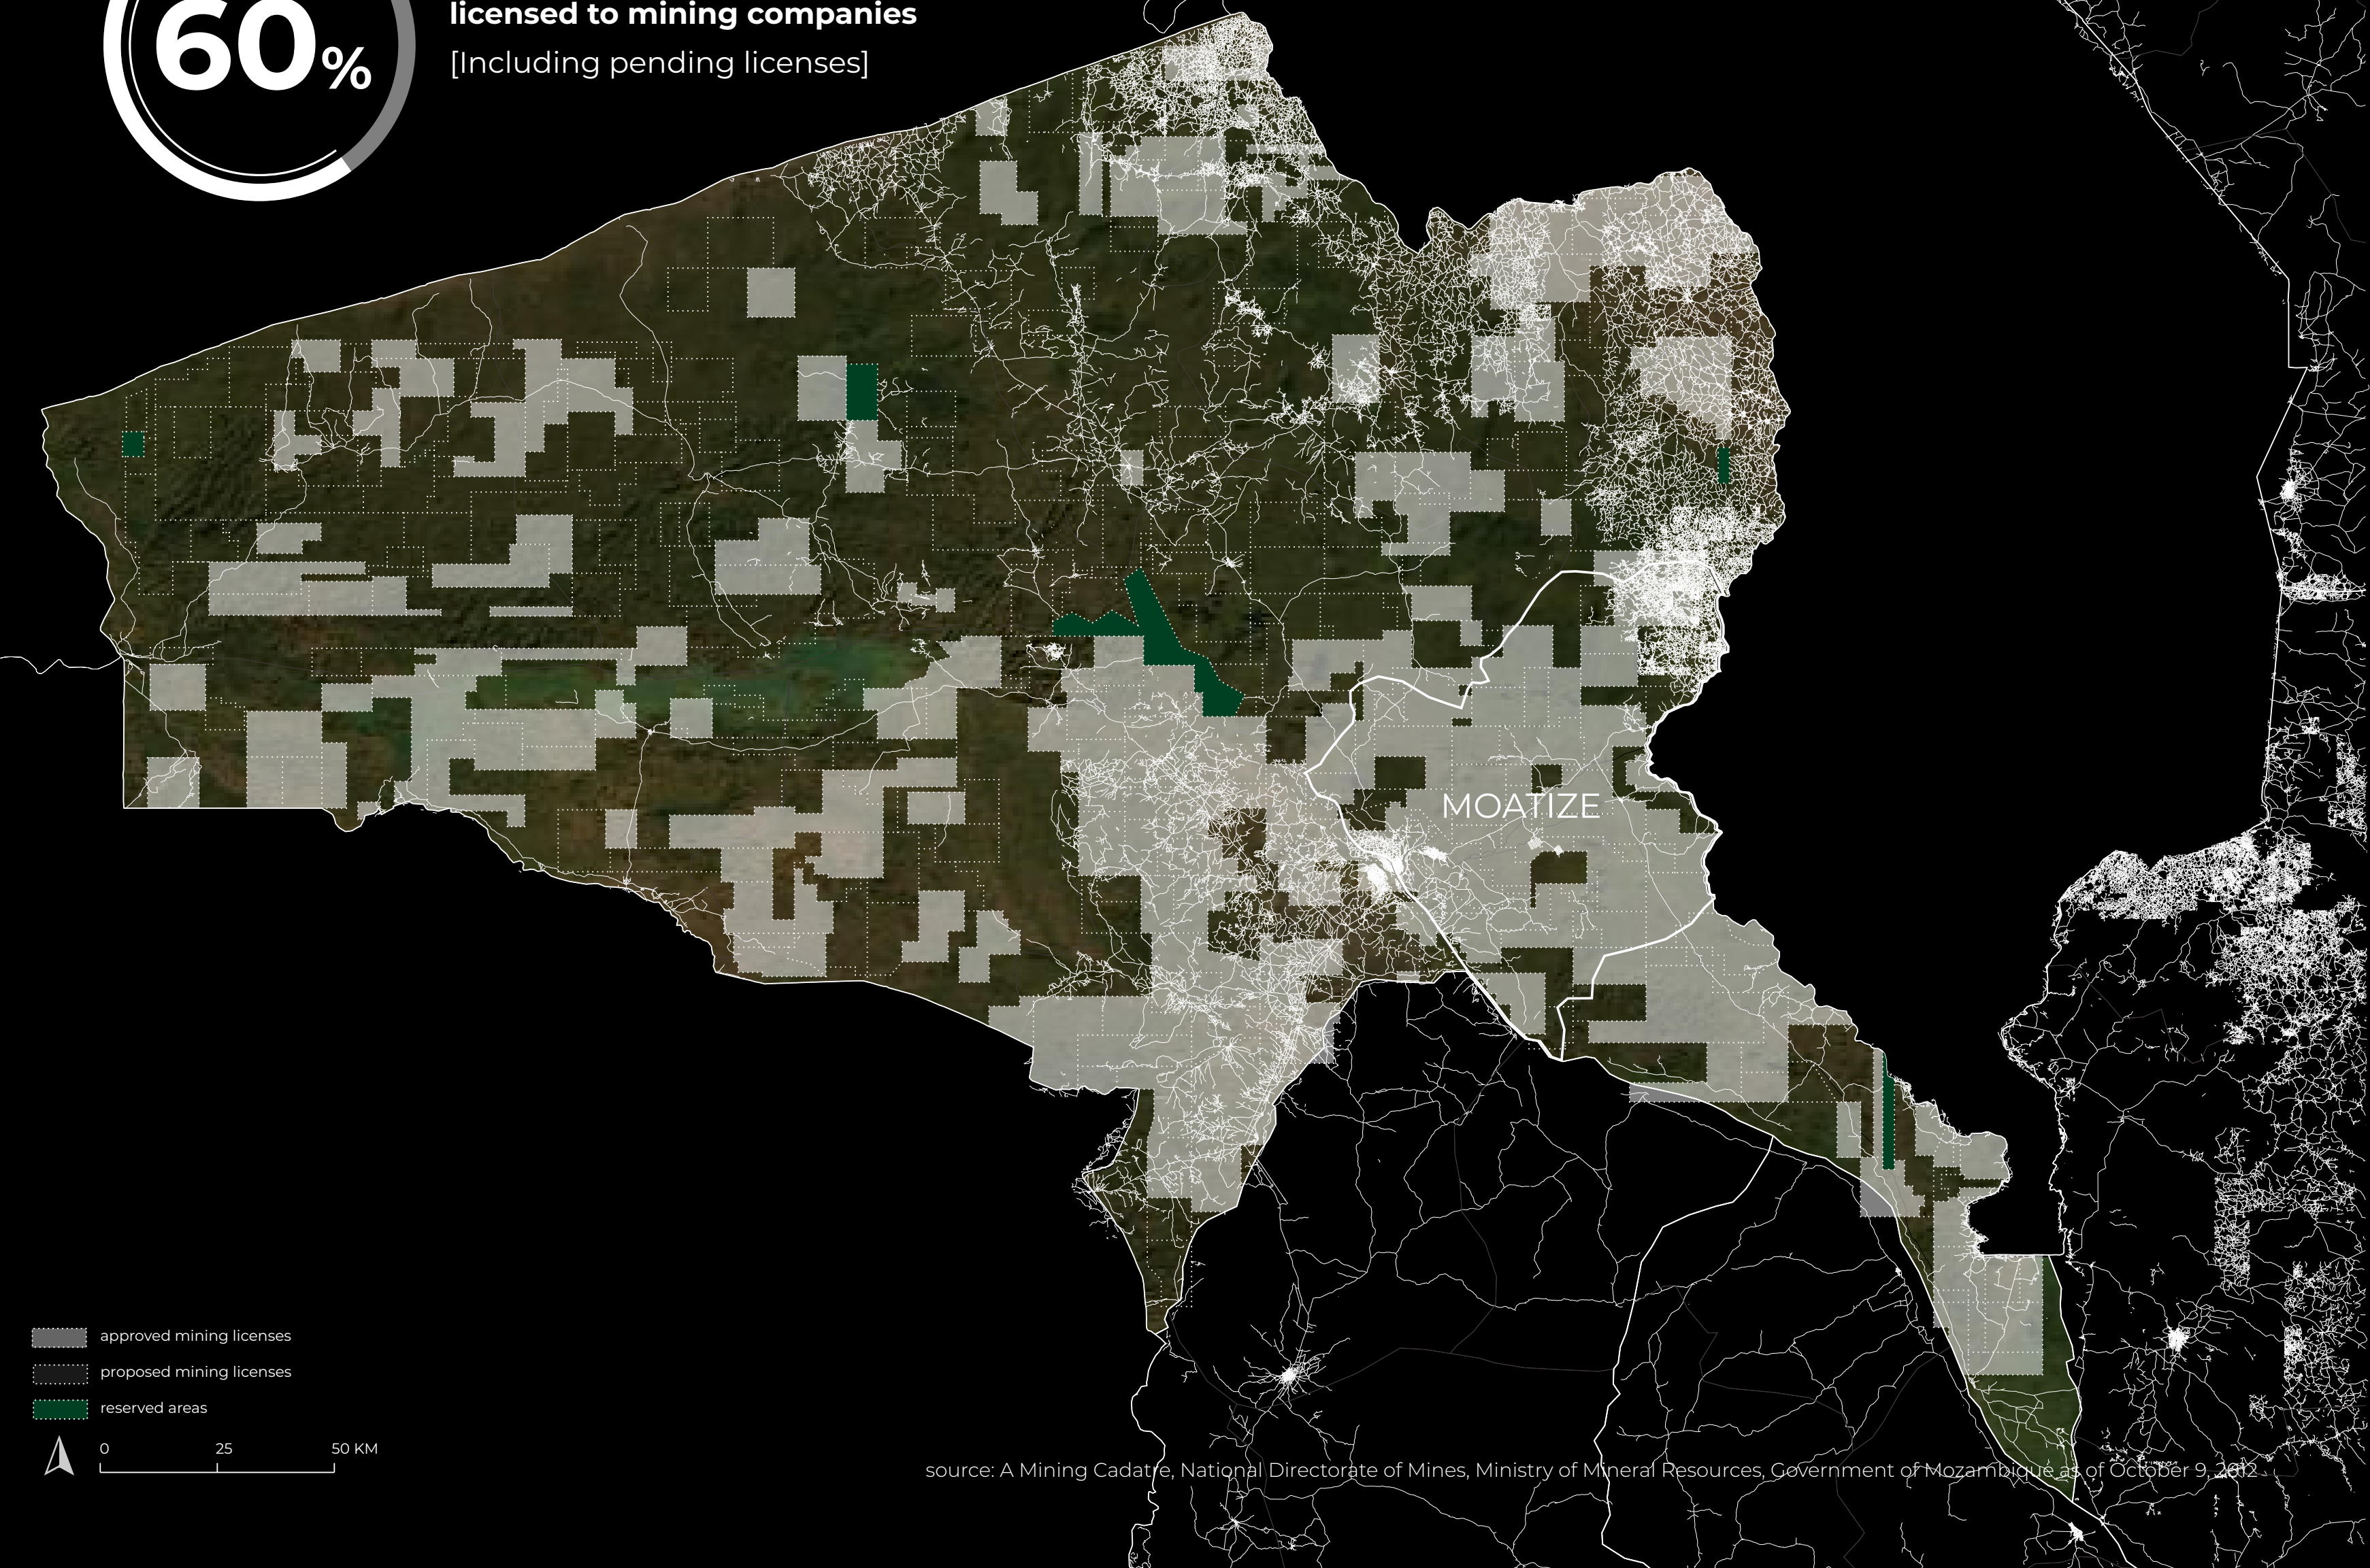 60%
licensed to mining companies
[Including pending licenses]
MOATIZE
approved mining licenses
proposed mining licenses
reserved areas
0 25 50 KM
source: A Mining Cadatre, National Directorate of Mines, Ministry of Mineral Resources, Government of Mozambique as of October 9, 2012